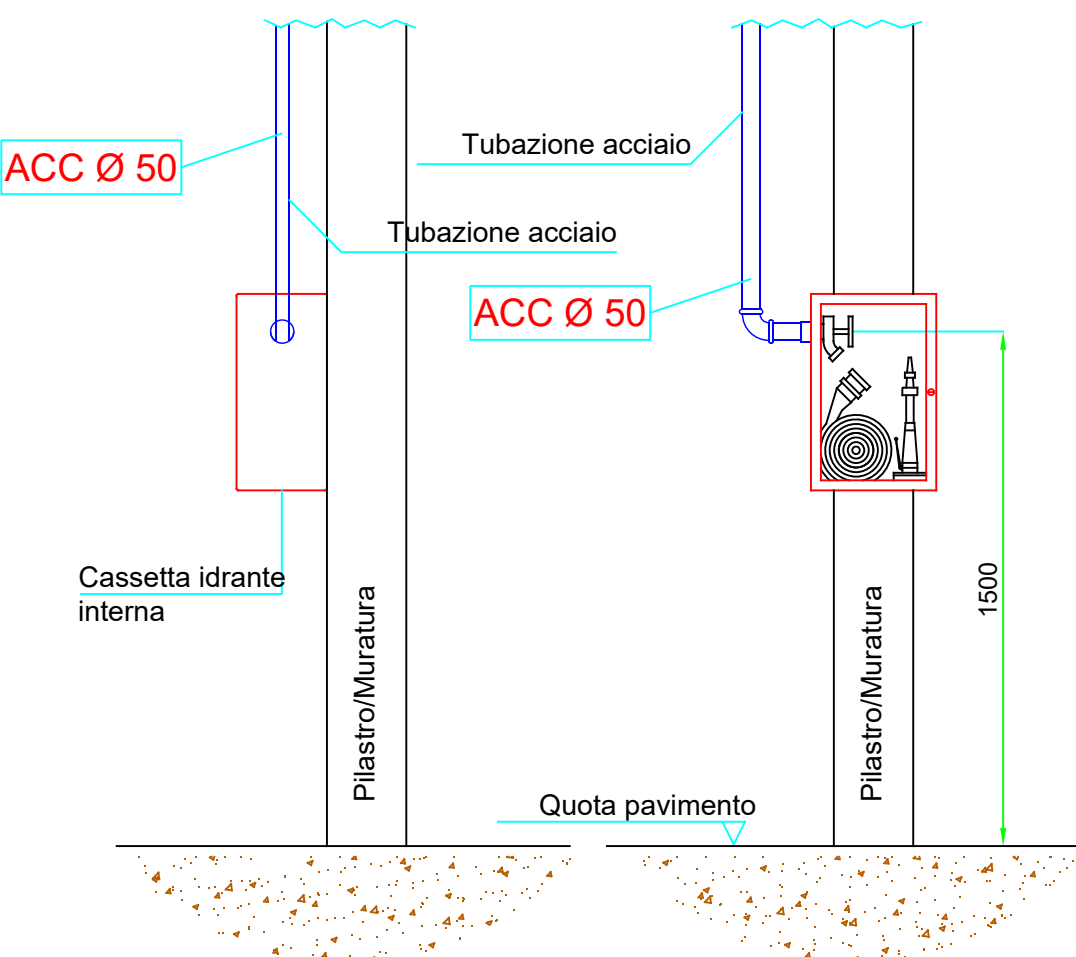 Tubazione acciaio
ACC Ø 50
Tubazione acciaio
ACC Ø 50
Cassetta idrante
interna
Pilastro/Muratura
Pilastro/Muratura
1500
Quota pavimento